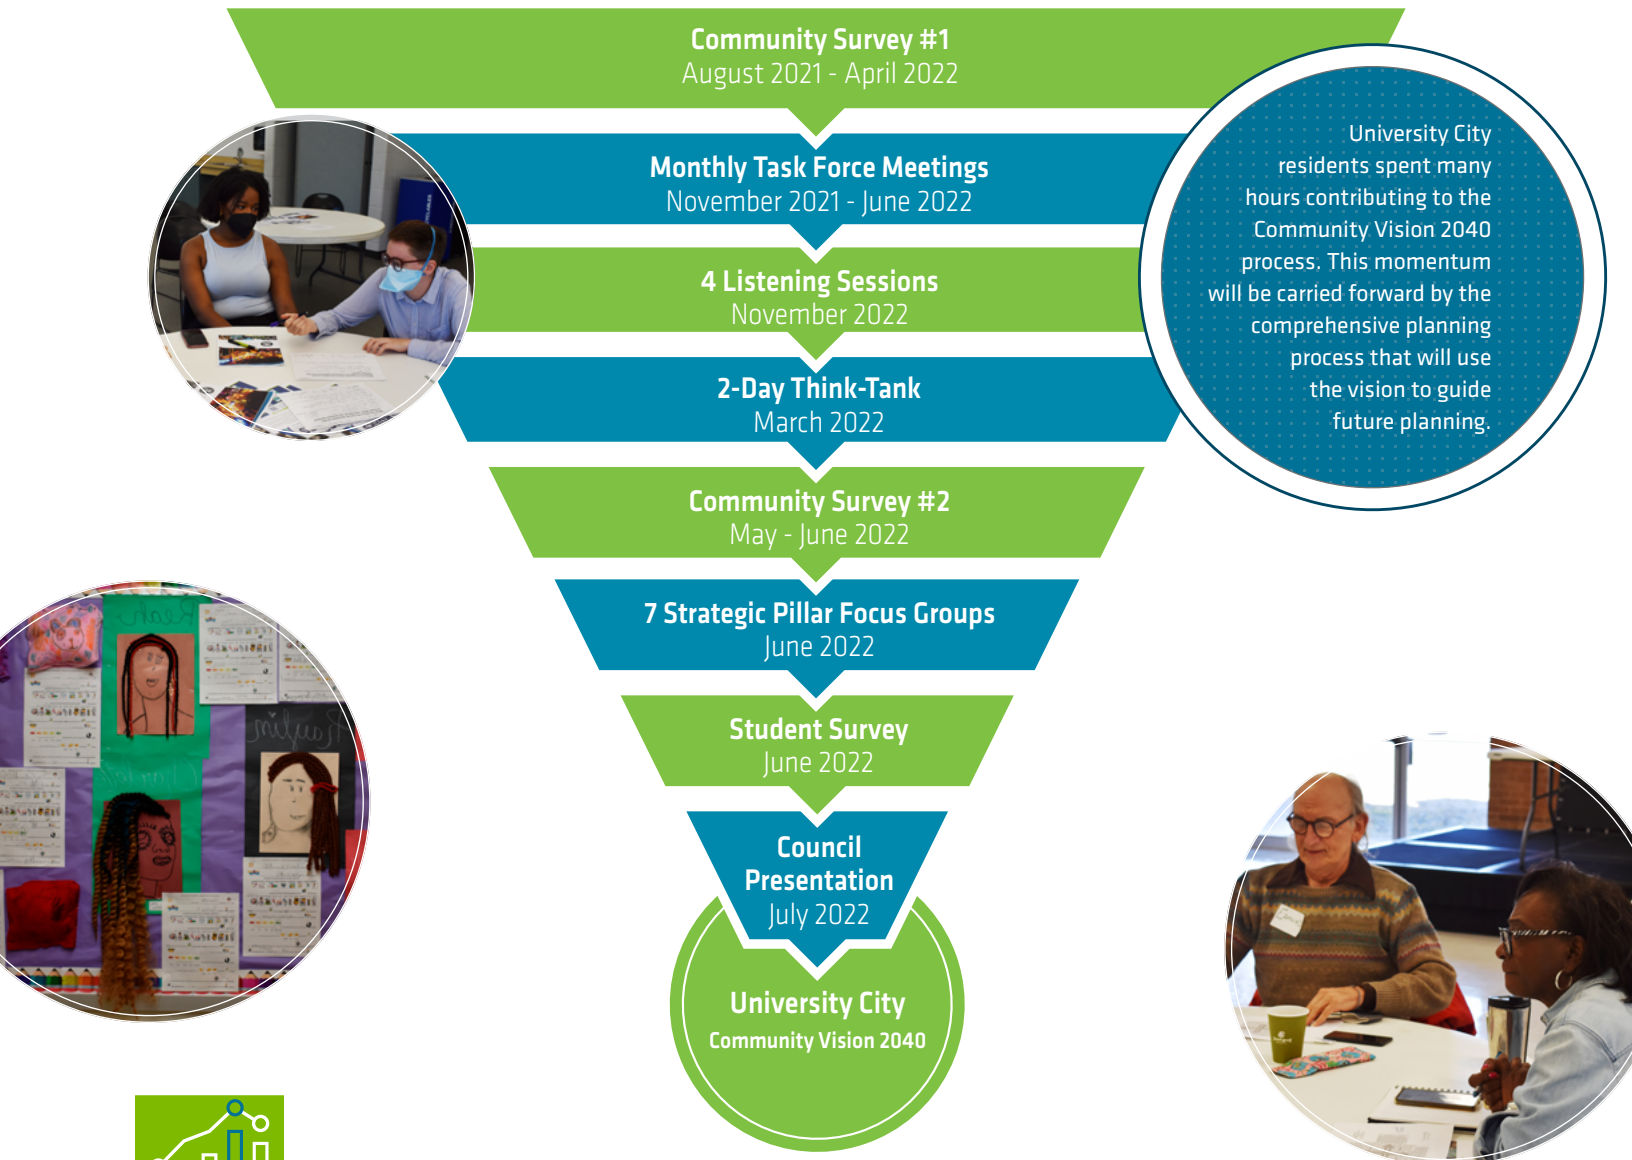 Community Survey #1
August 2021 - April 2022
Monthly Task Force Meetings
November 2021 - June 2022
4 Listening Sessions
November 2022
2-Day Think-Tank
March 2022
Community Survey #2
May - June 2022
7 Strategic Pillar Focus Groups
June 2022
Student Survey
June 2022
Council
Presentation
July 2022
University City
Community Vision 2040
University City
residents spent many
hours contributing to the
Community Vision 2040
process. This momentum
will be carried forward by the
comprehensive planning
process that will use
the vision to guide
future planning.